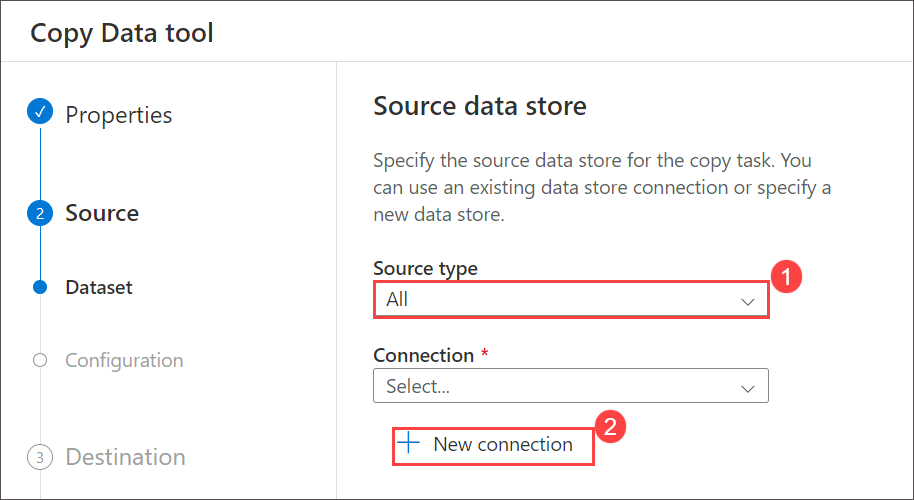 Copy Data tool
Properties
2 Source
Dataset
Configuration
3 Destination
Source data store
Specify the source data store for the copy task. You
can use an existing data store connection or specify a
new data store.
Source type
1
All
Connection *
Select...
2
New connection